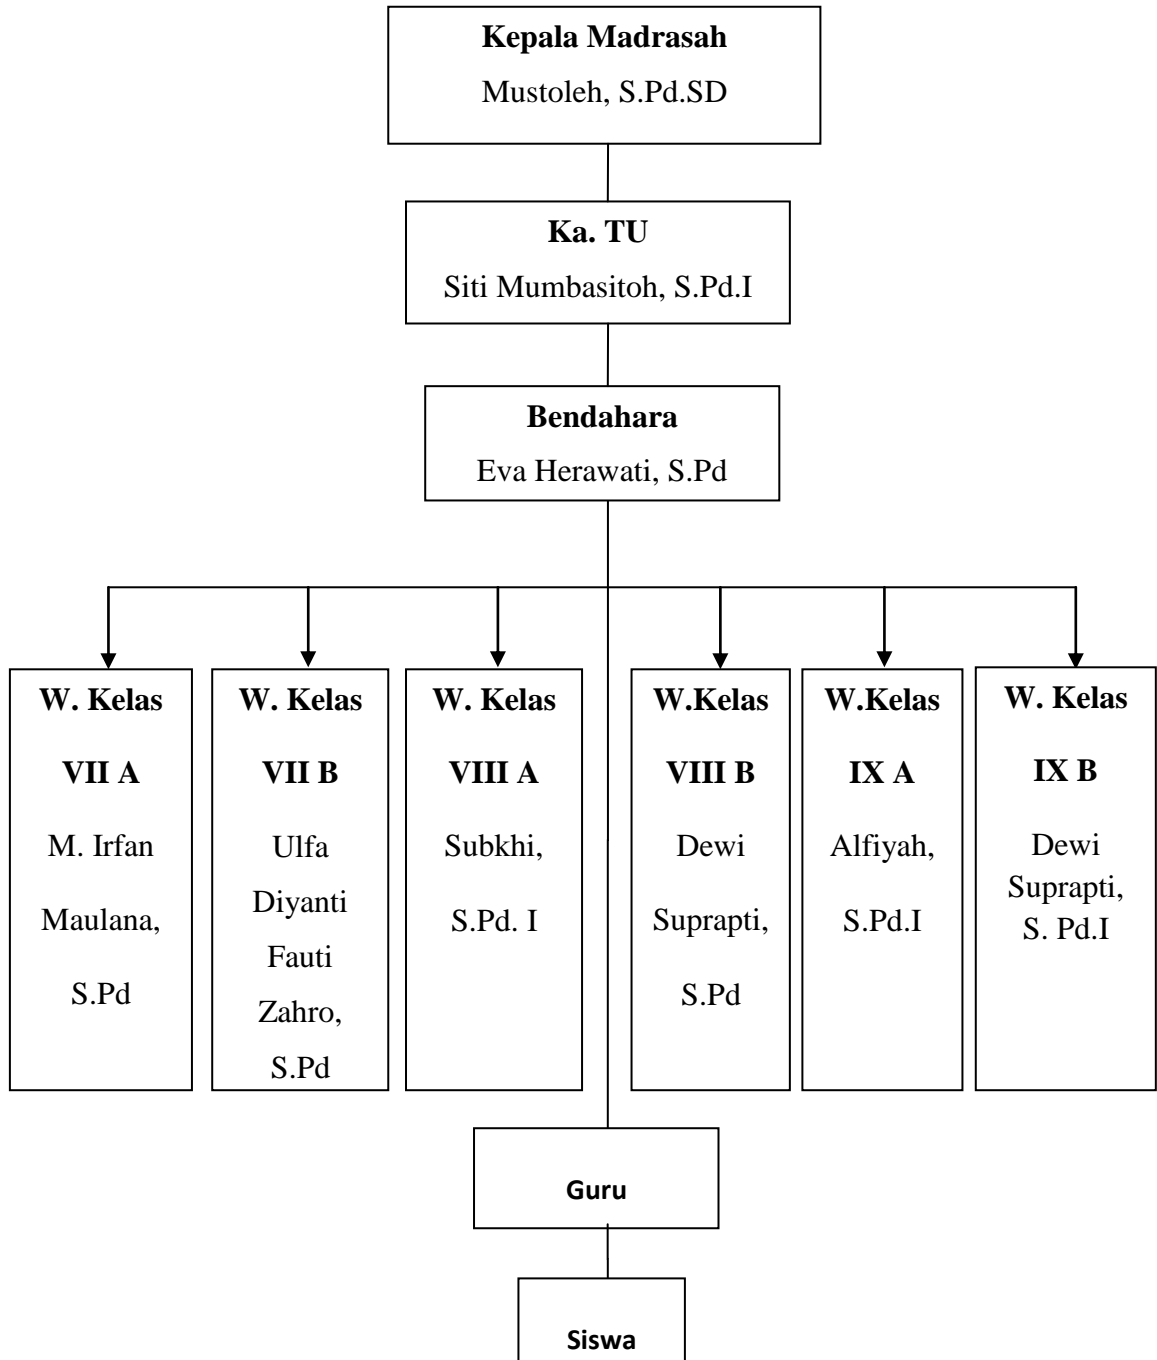 Kepala Madrasah
Mustoleh, S.Pd.SD
Ka. TU
Siti Mumbasitoh, S.Pd.I
Bendahara
Eva Herawati, S.Pd
W. Kelas
VII A
M. Irfan
Maulana,
S.Pd
W. Kelas
VII B
Ulfa
Diyanti
Fauti
Zahro,
S.Pd
W. Kelas
VIII A
Subkhi,
S.Pd. I
W.Kelas
VIII B
Dewi
Suprapti,
S.Pd
W.Kelas
IX A
Alfiyah,
S.Pd.I
W. Kelas
IX B
Dewi
Suprapti,
S. Pd.I
Guru
Siswa